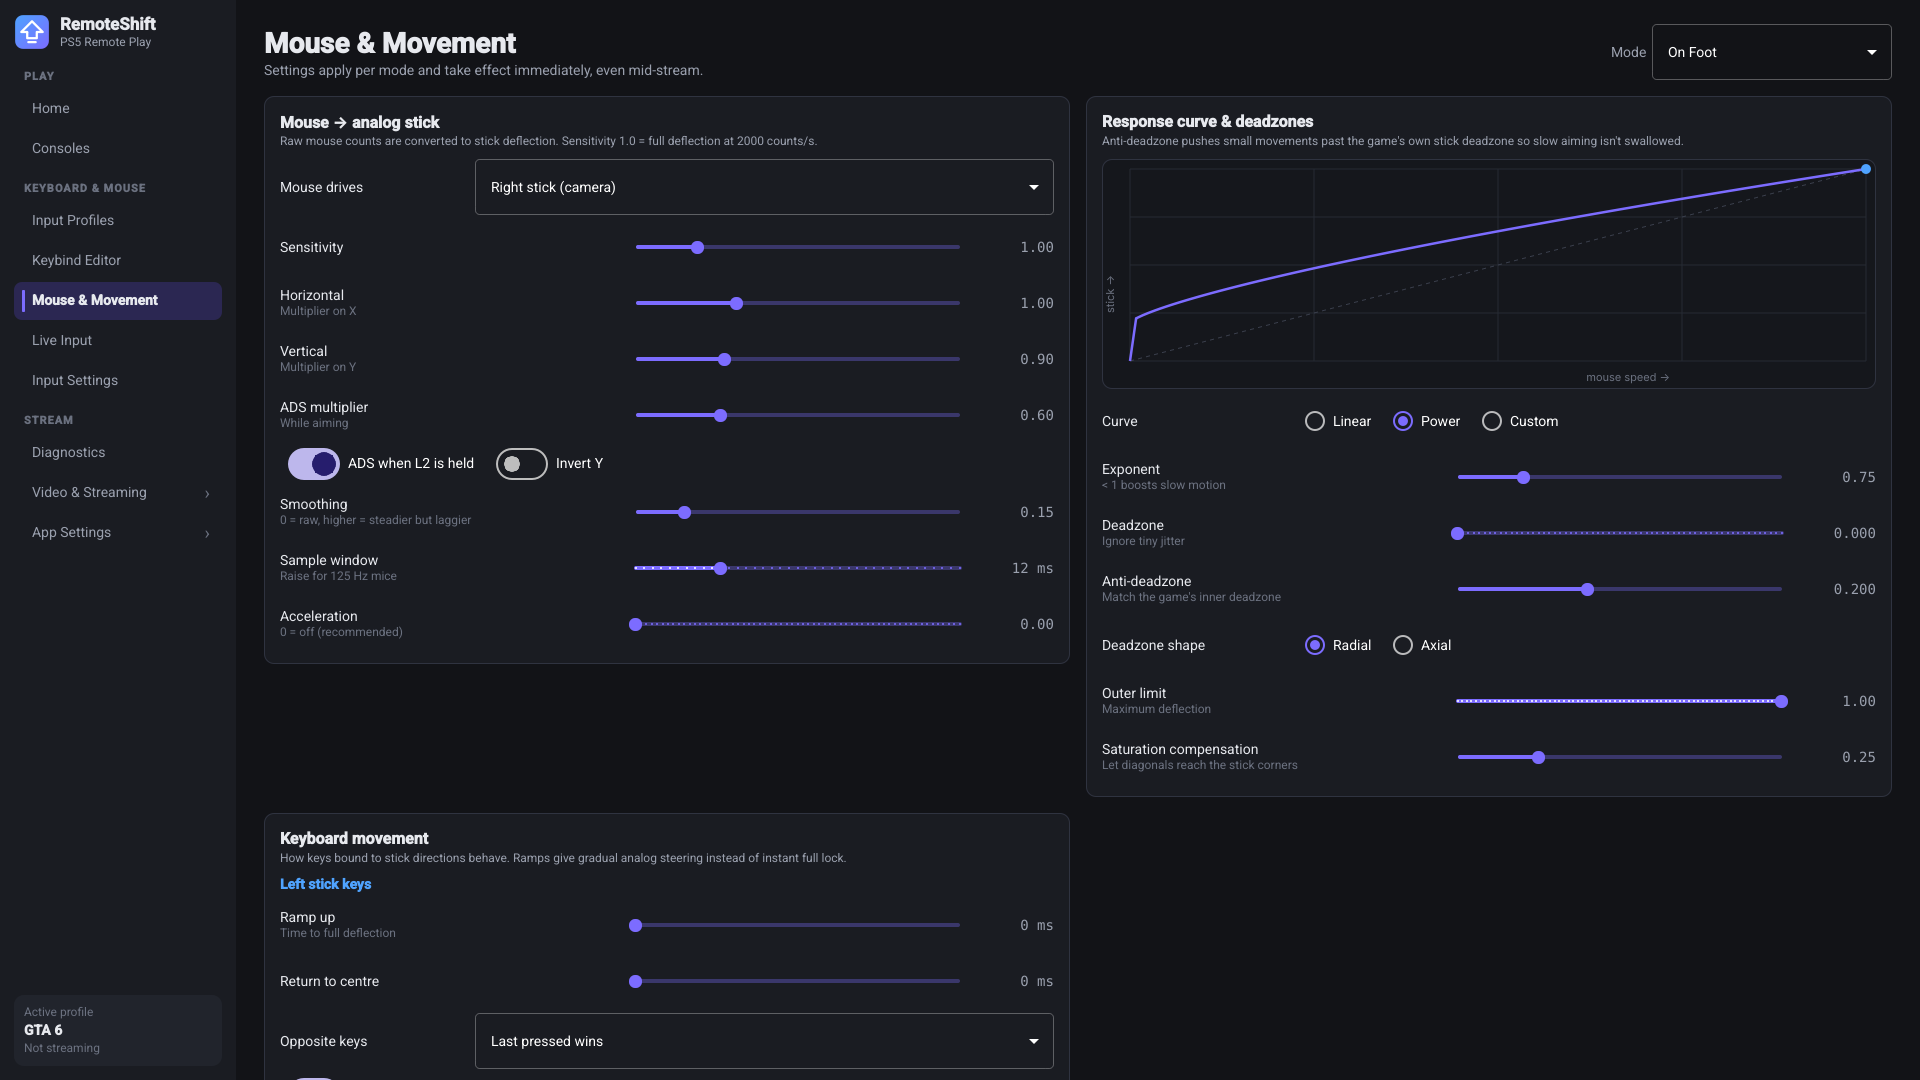 RemoteShift
PS5 Remote Play
PLAY
Home
Consoles
KEYBOARD & MOUSE
Input Profiles
Keybind Editor
Mouse & Movement
Live Input
Input Settings
STREAM
Diagnostics
Video & Streaming
App Settings
Active profile
GTA 6
Not streaming
Mouse & Movement
Settings apply per mode and take effect immediately, even mid-stream.
Mode
On Foot
Mouse → analog stick
Raw mouse counts are converted to stick deflection. Sensitivity 1.0 = full deflection at 2000 counts/s.
Mouse drives
Right stick (camera)
Sensitivity
1.00
Horizontal
Multiplier on X
1.00
Vertical
Multiplier on Y
0.90
ADS multiplier
While aiming
0.60
ADS when L2 is held
Invert Y
Smoothing
0 = raw, higher = steadier but laggier
0.15
Sample window
Raise for 125 Hz mice
12 ms
Acceleration
0 = off (recommended)
0.00
Response curve & deadzones
Anti-deadzone pushes small movements past the game's own stick deadzone so slow aiming isn't swallowed.
stick →
mouse speed →
Curve
Linear
Power
Custom
Exponent
< 1 boosts slow motion
0.75
Deadzone
Ignore tiny jitter
0.000
Anti-deadzone
Match the game's inner deadzone
0.200
Deadzone shape
Radial
Axial
Outer limit
Maximum deflection
1.00
Saturation compensation
Let diagonals reach the stick corners
0.25
Keyboard movement
How keys bound to stick directions behave. Ramps give gradual analog steering instead of instant full lock.
Left stick keys
Ramp up
Time to full deflection
0 ms
Return to centre
0 ms
Opposite keys
Last pressed wins